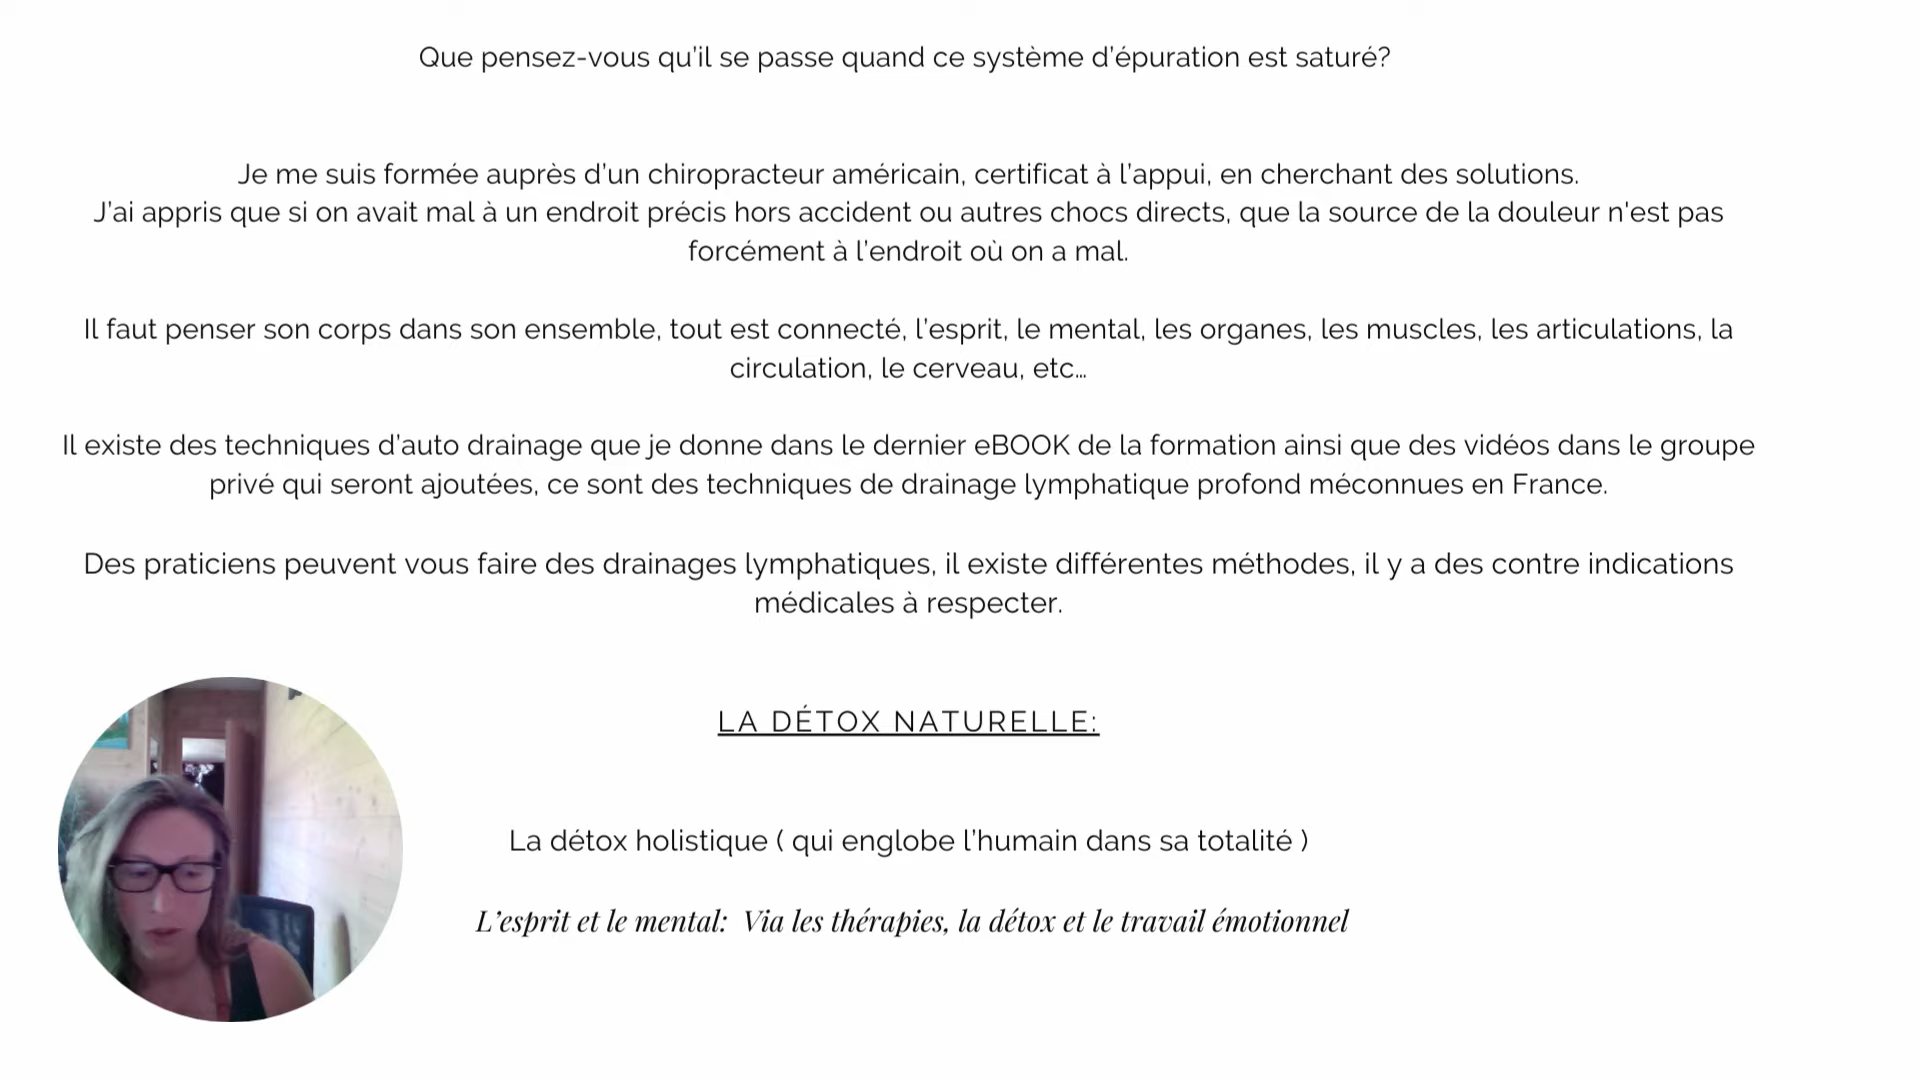 Que pensez-vous qu'il se passe quand ce système d'épuration est saturé?
Je me suis formée auprès d'un chiropracteur américain, certificat à l'appui, en cherchant des solutions.
J'ai appris que si on avait mal à un endroit précis hors accident ou autres chocs directs, que la source de la douleur n'est pas
forcément à l'endroit où on a mal.
Il faut penser son corps dans son ensemble, tout est connecté, l'esprit, le mental, les organes, les muscles, les articulations, la
circulation, le cerveau, etc…
Il existe des techniques d'auto drainage que je donne dans le dernier eBOOK de la formation ainsi que des vidéos dans le groupe
privé qui seront ajoutées, ce sont des techniques de drainage lymphatique profond méconnues en France.
Des praticiens peuvent vous faire des drainages lymphatiques, il existe différentes méthodes, il y a des contre indications
médicales à respecter.
LA DÉTOX NATURELLE:
La détox holistique ( qui englobe l'humain dans sa totalité )
L'esprit et le mental:  Via les thérapies, la détox et le travail émotionnel